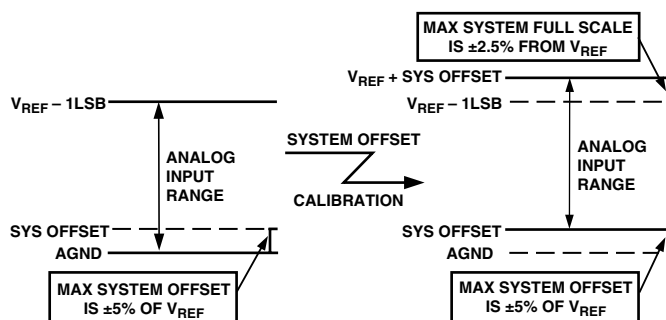 MAX SYSTEM FULL SCALE
IS ±2.5% FROM VREF
VREF + SYS OFFSET
VREF – 1LSB
VREF – 1LSB
SYSTEM OFFSET
ANALOG
INPUT
RANGE
ANALOG
INPUT
RANGE
CALIBRATION
SYS OFFSET
SYS OFFSET
AGND
AGND
MAX SYSTEM OFFSET
IS ±5% OF VREF
MAX SYSTEM OFFSET
IS ±5% OF VREF